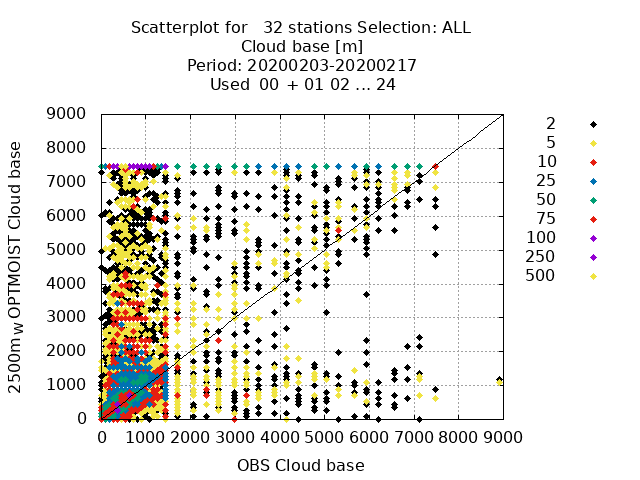 Scatterplot for 32 stations Selection: ALL
Cloud base [m]
Period: 20200203-20200217
Used 00 + 01 02 ... 24
9000
8000
7000
6000
5000
4000
3000
2000
1000
0
2500m W OPTMOIST Cloud base
0 1000 2000 3000 4000 5000 6000 7000 8000 9000
OBS Cloud base
2
5
10
25
50
75
100
250
500